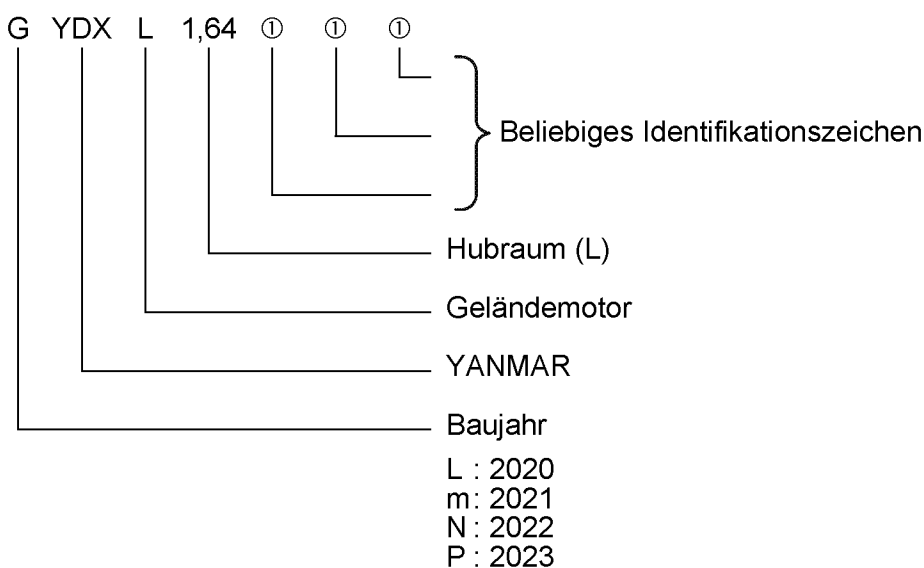 G YDX L 1,64 ① ① ①
Beliebiges Identifikationszeichen
Hubraum (L)
Geländemotor
YANMAR
Baujahr
L : 2020
m: 2021
N : 2022
P : 2023